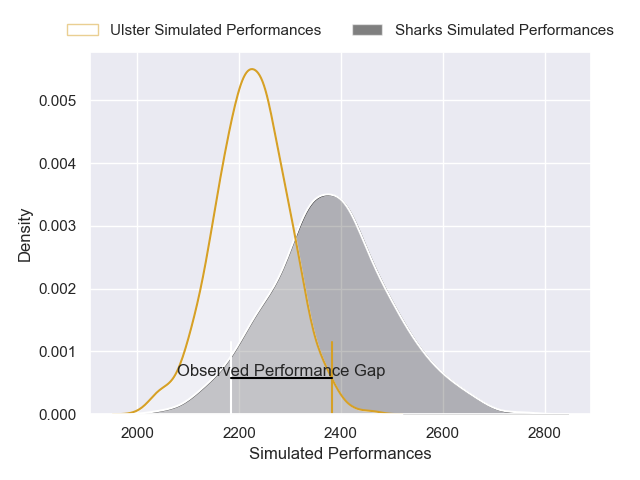 Ulster Simulated Performances
Sharks Simulated Performances
0.005
0.004
0.003
0.002
0.001
0.000
Density
Observed Performance Gap
2000
2200
2400
2600
2800
Simulated Performances